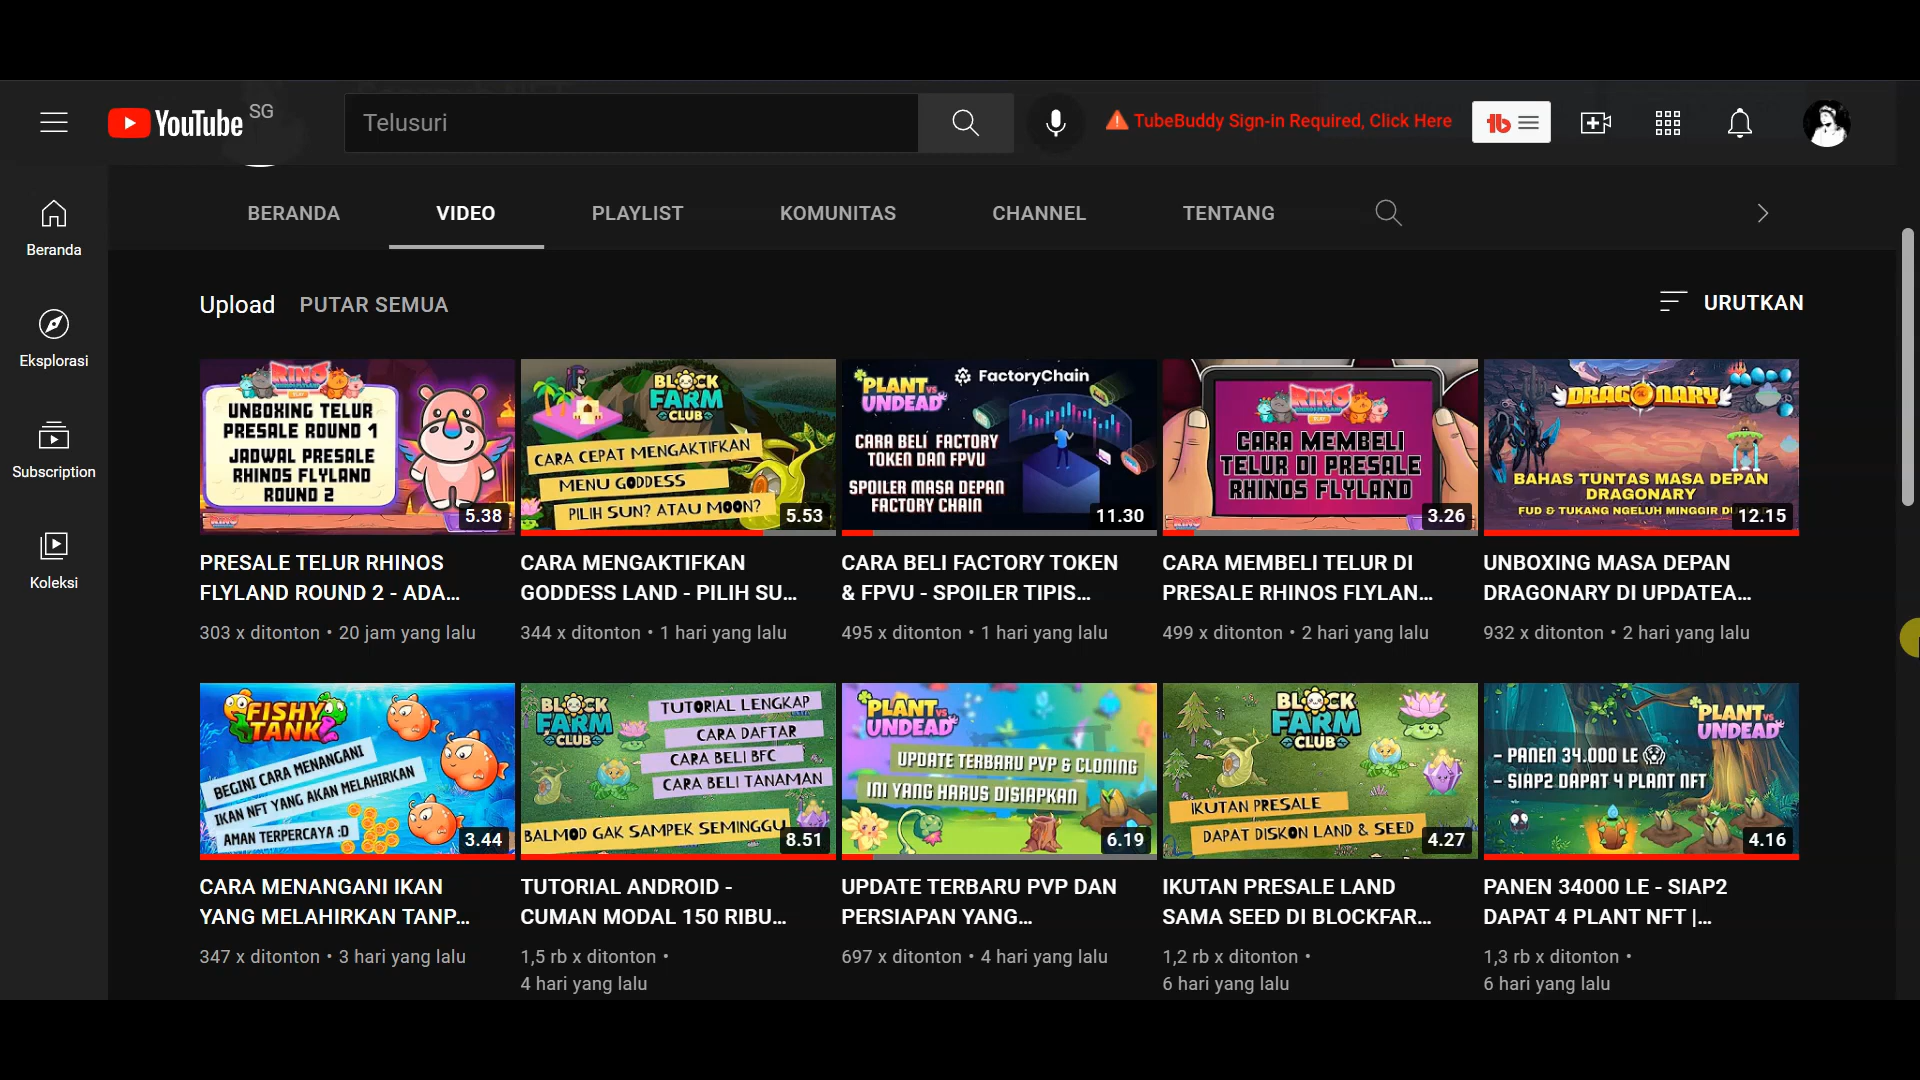 YouTube SG
Telusuri
TubeBuddy Sign-in Required, Click Here
tb
BERANDA VIDEO PLAYLIST KOMUNITAS CHANNEL TENTANG
Beranda
Eksplorasi
Subscription
Koleksi
Upload PUTAR SEMUA
URUTKAN
UNBOXING TELUR
PRESALE ROUND 1
JADWAL PRESALE
RHINOS FLYLAND
ROUND 2
5.38
PRESALE TELUR RHINOS
FLYLAND ROUND 2 - ADA...
303 x ditonton • 20 jam yang lalu
BLOCK
FARM
CLUB
CARA CEPAT MENGAKTIFKAN
MENU GODDESS
PILIH SUN? ATAU MOON?
5.53
CARA MENGAKTIFKAN
GODDESS LAND - PILIH SU...
344 x ditonton • 1 hari yang lalu
PLANT VS
UNDEAD
FactoryChain
CARA BELI FACTORY
TOKEN DAN FPVU
SPOILER MASA DEPAN
FACTORY CHAIN
11.30
CARA BELI FACTORY TOKEN
& FPVU - SPOILER TIPIS...
495 x ditonton • 1 hari yang lalu
CARA MEMBELI
TELUR DI PRESALE
RHINOS FLYLAND
3.26
CARA MEMBELI TELUR DI
PRESALE RHINOS FLYLAN...
499 x ditonton • 2 hari yang lalu
DRAGONARY
BAHAS TUNTAS MASA DEPAN
DRAGONARY
FUD & TUKANG NGELUH MINGGIR
12.15
UNBOXING MASA DEPAN
DRAGONARY DI UPDATEA...
932 x ditonton • 2 hari yang lalu
FISHY
TANK
BEGINI CARA MENANGANI
IKAN NFT YANG AKAN MELAHIRKAN
AMAN TERPERCAYA :D
3.44
CARA MENANGANI IKAN
YANG MELAHIRKAN TANP...
347 x ditonton • 3 hari yang lalu
BLOCK
FARM
CLUB
TUTORIAL LENGKAP
CARA DAFTAR
CARA BELI BFC
CARA BELI TANAMAN
BALMOD GAK SAMPEK SEMINGGU
8.51
TUTORIAL ANDROID -
CUMAN MODAL 150 RIBU...
1,5 rb x ditonton •
4 hari yang lalu
PLANT VS
UNDEAD
UPDATE TERBARU PVP & CLONING
INI YANG HARUS DISIAPKAN
6.19
UPDATE TERBARU PVP DAN
PERSIAPAN YANG...
697 x ditonton • 4 hari yang lalu
BLOCK
FARM
CLUB
IKUTAN PRESALE
DAPAT DISKON LAND & SEED
4.27
IKUTAN PRESALE LAND
SAMA SEED DI BLOCKFAR...
1,2 rb x ditonton •
6 hari yang lalu
PLANT VS
UNDEAD
- PANEN 34.000 LE
- SIAP2 DAPAT 4 PLANT NFT
4.16
PANEN 34000 LE - SIAP2
DAPAT 4 PLANT NFT |...
1,3 rb x ditonton •
6 hari yang lalu